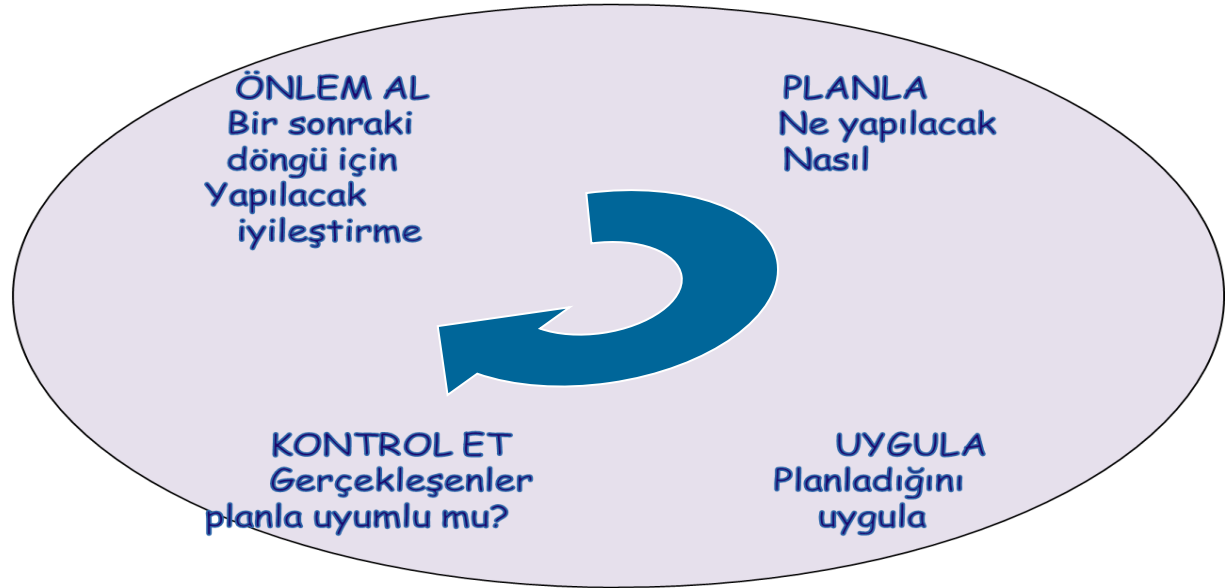 ÖNLEM AL
Bir sonraki
döngü için
Yapılacak
iyileştirme
PLANLA
Ne yapılacak
Nasıl
KONTROL ET
Gerçekleşenler
planla uyumlu mu?
UYGULA
Planladığını
uygula